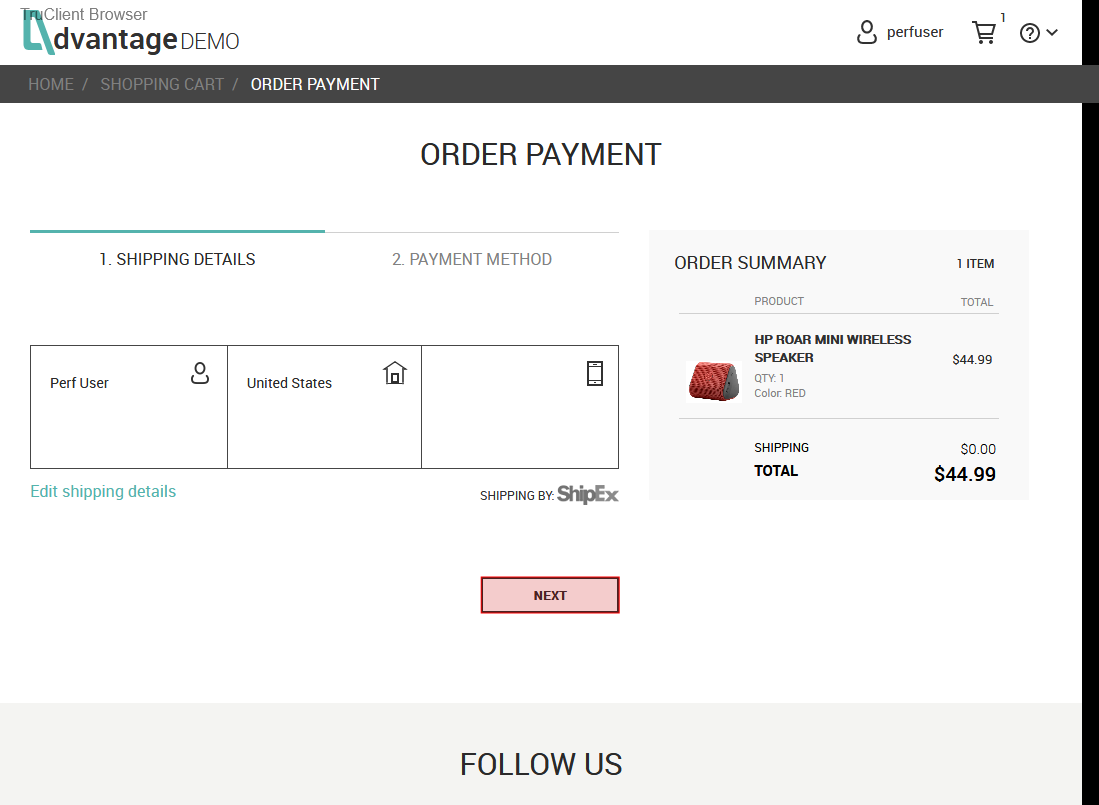 TruClient Browser
dvantage DEMO
perfuser
1
HOME / SHOPPING CART / ORDER PAYMENT
ORDER PAYMENT
1. SHIPPING DETAILS
2. PAYMENT METHOD
Perf User
United States
Edit shipping details
SHIPPING BY: ShipEx
NEXT
ORDER SUMMARY
1 ITEM
PRODUCT
TOTAL
HP ROAR MINI WIRELESS
SPEAKER
$44.99
QTY: 1
Color: RED
SHIPPING
$0.00
TOTAL
$44.99
FOLLOW US